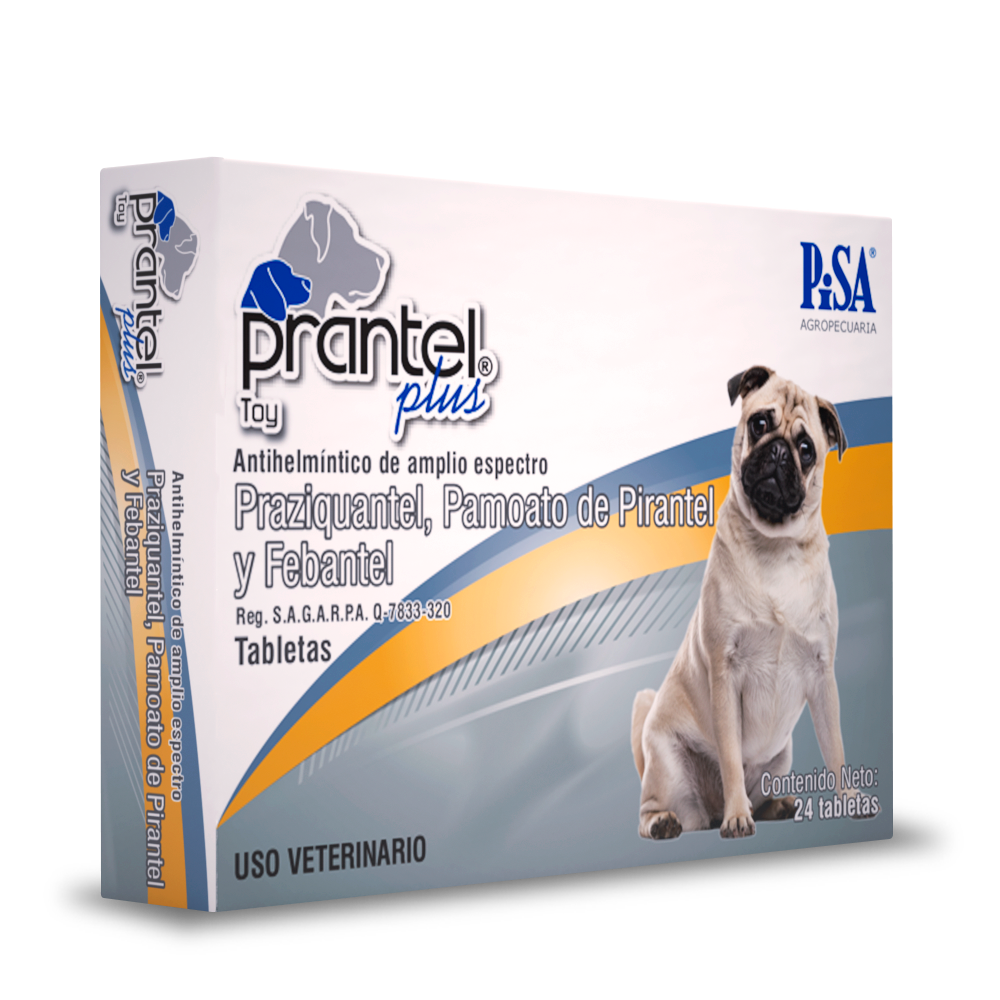 prantel®
plus
Toy
Antihelmíntico de amplio espectro
Praziquantel, Pamoato de Pirantel
y Febantel
Reg. S.A.G.A.R.P.A. Q-7833-320
Tabletas
USO VETERINARIO
PiSA®
AGROPECUARIA
Contenido Neto:
24 tabletas
prantel®
plus
Toy
Antihelmíntico de amplio espectro
Praziquantel, Pamoato de Pirantel
y Febantel